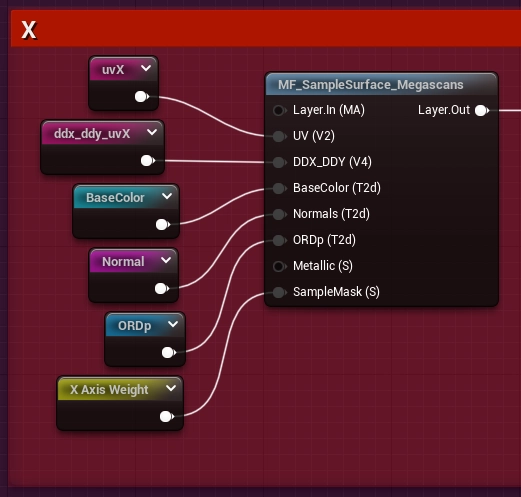 X
uvX
ddx_ddy_uvX
BaseColor
Normal
ORDp
X Axis Weight
MF_SampleSurface_Megascans
Layer.In (MA) Layer.Out
UV (V2)
DDX_DDY (V4)
BaseColor (T2d)
Normals (T2d)
ORDp (T2d)
Metallic (S)
SampleMask (S)